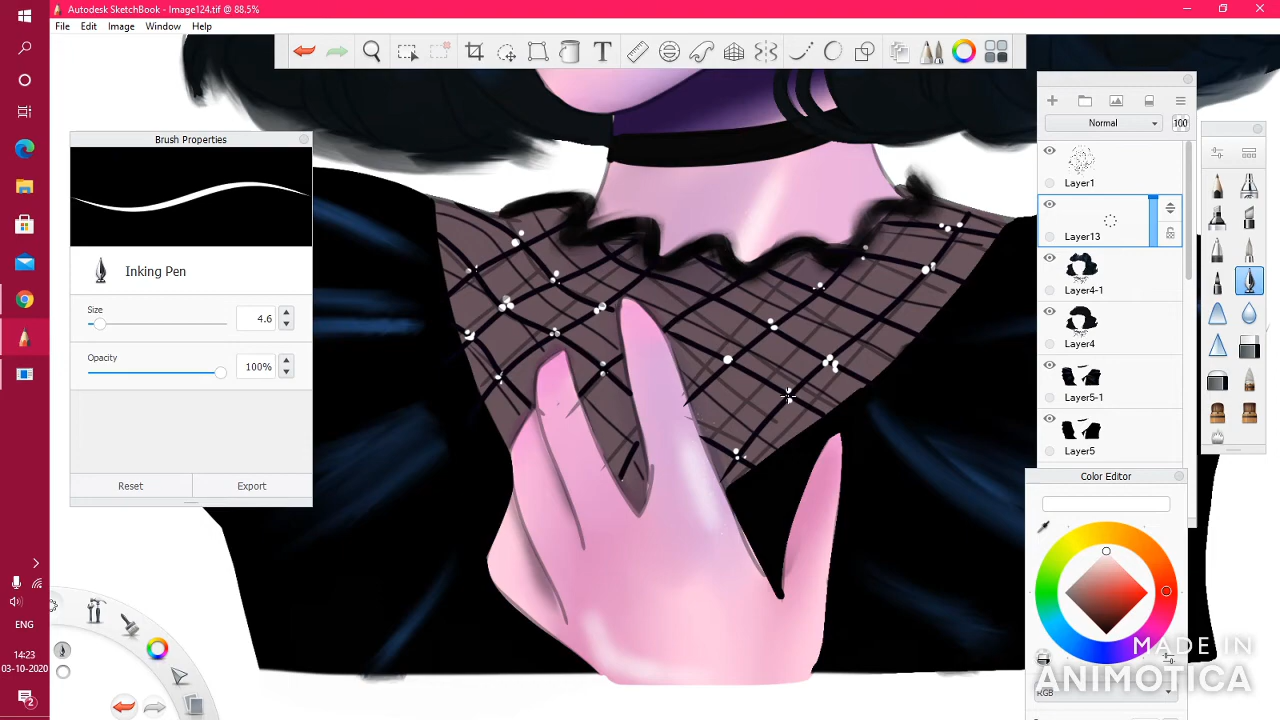 Autodesk SketchBook - Image124.tif @ 88.5%
File Edit Image Window Help
T
Brush Properties
Inking Pen
Size
4.6
Opacity
100%
Reset
Export
Normal
100
Layer1
Layer13
Layer4-1
Layer4
Layer5-1
Layer5
Color Editor
RGB
ENG
14:23
03-10-2020
2
MADE IN
ANIMOTICA